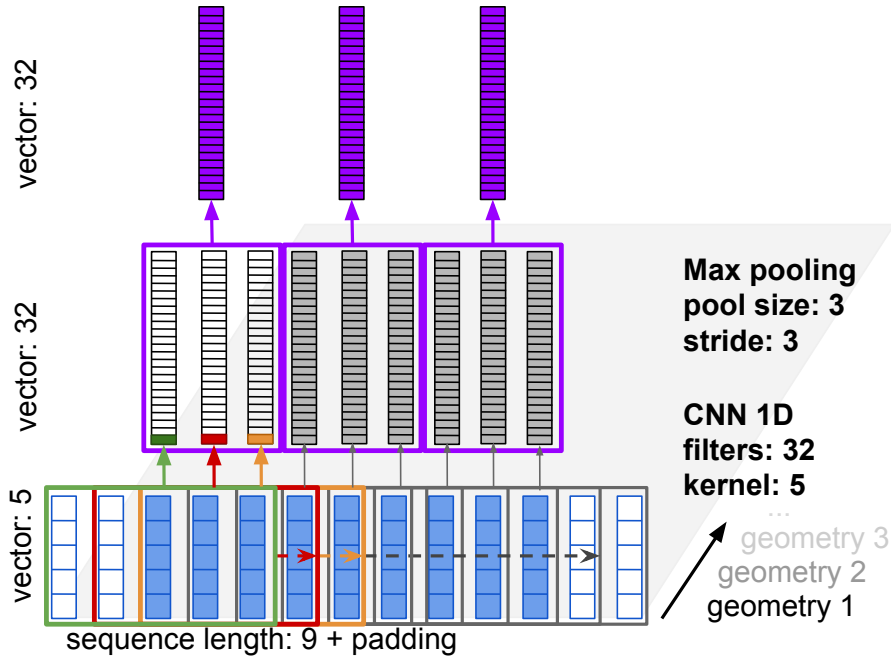 vector: 32
vector: 32
vector: 5
Max pooling
pool size: 3
stride: 3
CNN 1D
filters: 32
kernel: 5
...
geometry 3
geometry 2
geometry 1
sequence length: 9 + padding